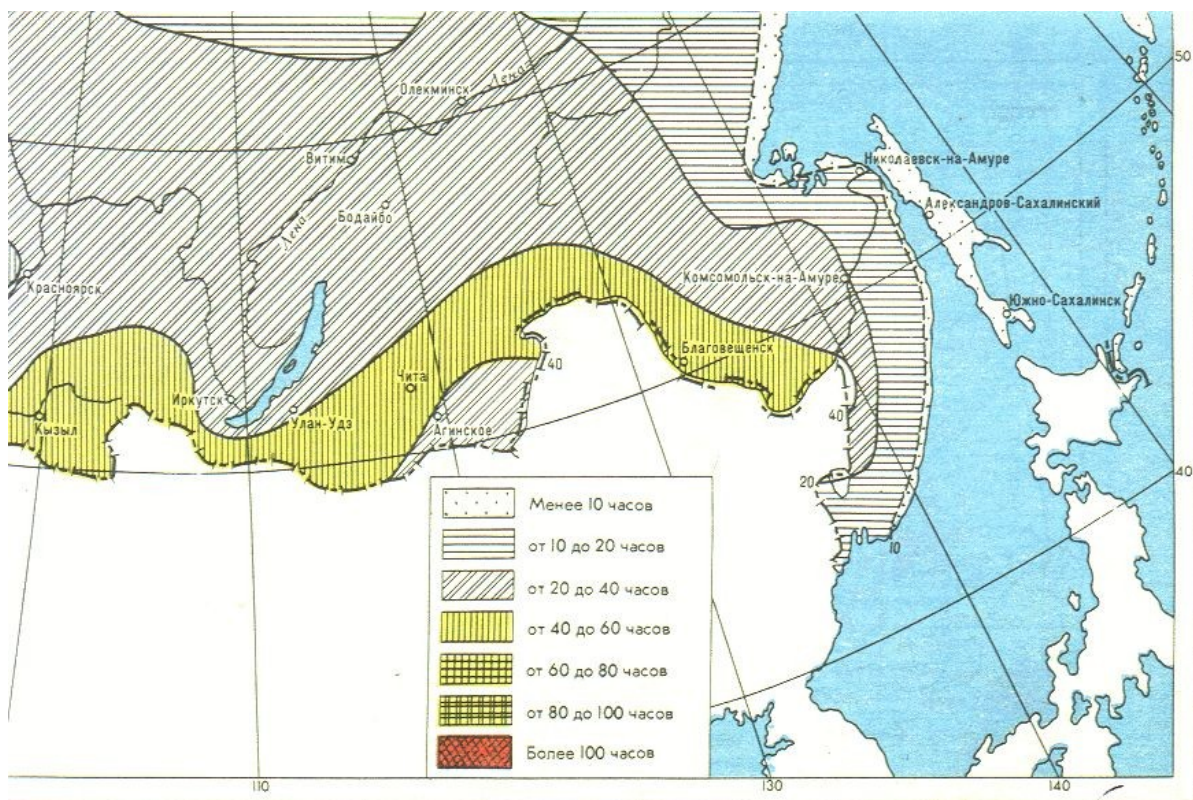 50
Олекминск
Лена
Николаевск-на-Амуре
Витим
Александров-Сахалинский
Бодайбо
Лена
Комсомольск-на-Амуре
Красноярск
Южно-Сахалинск
Благовещенск
40
Чита
Иркутск
40
Улан-Удэ
Агинское
Кызыл
40
20
10
Менее 10 часов
от 10 до 20 часов
от 20 до 40 часов
от 40 до 60 часов
от 60 до 80 часов
от 80 до 100 часов
Более 100 часов
110
130
140